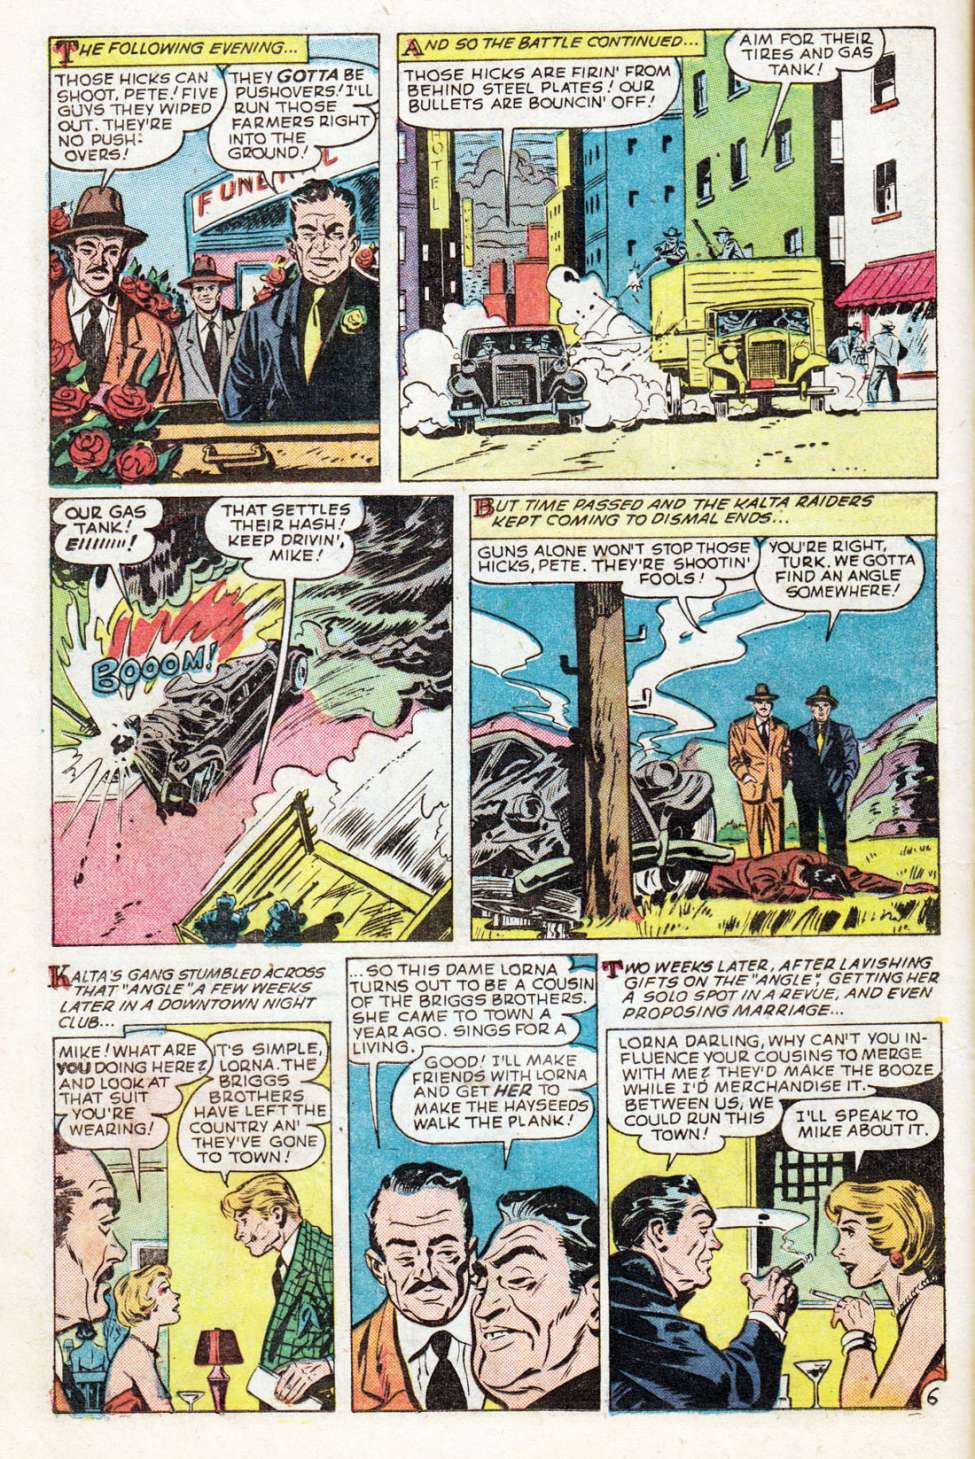 THE FOLLOWING EVENING...
THOSE HICKS CAN
SHOOT, PETE! FIVE
GUYS THEY WIPED
OUT. THEY'RE
NO PUSH-
OVERS!
THEY GOTTA BE
PUSHOVERS! I'LL
RUN THOSE
FARMERS RIGHT
INTO THE
GROUND!
AND SO THE BATTLE CONTINUED...
THOSE HICKS ARE FIRIN' FROM
BEHIND STEEL PLATES! OUR
BULLETS ARE BOUNCIN' OFF!
AIM FOR THEIR
TIRES AND GAS
TANK!
HOTEL
OUR GAS
TANK!
EIIIIIII!
THAT SETTLES
THEIR HASH!
KEEP DRIVIN',
MIKE!
BOOOM!
BUT TIME PASSED AND THE KALTA RAIDERS
KEPT COMING TO DISMAL ENDS...
GUNS ALONE WON'T STOP THOSE
HICKS, PETE. THEY'RE SHOOTIN'
FOOLS!
YOU'RE RIGHT,
TURK. WE GOTTA
FIND AN ANGLE
SOMEWHERE!
KALTA'S GANG STUMBLED ACROSS
THAT "ANGLE" A FEW WEEKS
LATER IN A DOWNTOWN NIGHT
CLUB...
MIKE! WHAT ARE
YOU DOING HERE?
AND LOOK AT
THAT SUIT
YOU'RE
WEARING!
IT'S SIMPLE,
LORNA. THE
BRIGGS
BROTHERS
HAVE LEFT THE
COUNTRY AN'
THEY'VE GONE
TO TOWN!
...SO THIS DAME LORNA
TURNS OUT TO BE A COUSIN
OF THE BRIGGS BROTHERS.
SHE CAME TO TOWN A
YEAR AGO. SINGS FOR A
LIVING.
GOOD! I'LL MAKE
FRIENDS WITH LORNA
AND GET HER TO
MAKE THE HAYSEEDS
WALK THE PLANK!
TWO WEEKS LATER, AFTER LAVISHING
GIFTS ON THE "ANGLE", GETTING HER
A SOLO SPOT IN A REVUE, AND EVEN
PROPOSING MARRIAGE...
LORNA DARLING, WHY CAN'T YOU IN-
FLUENCE YOUR COUSINS TO MERGE
WITH ME? THEY'D MAKE THE BOOZE
WHILE I'D MERCHANDISE IT.
BETWEEN US, WE
COULD RUN THIS
TOWN!
I'LL SPEAK TO
MIKE ABOUT IT.
6